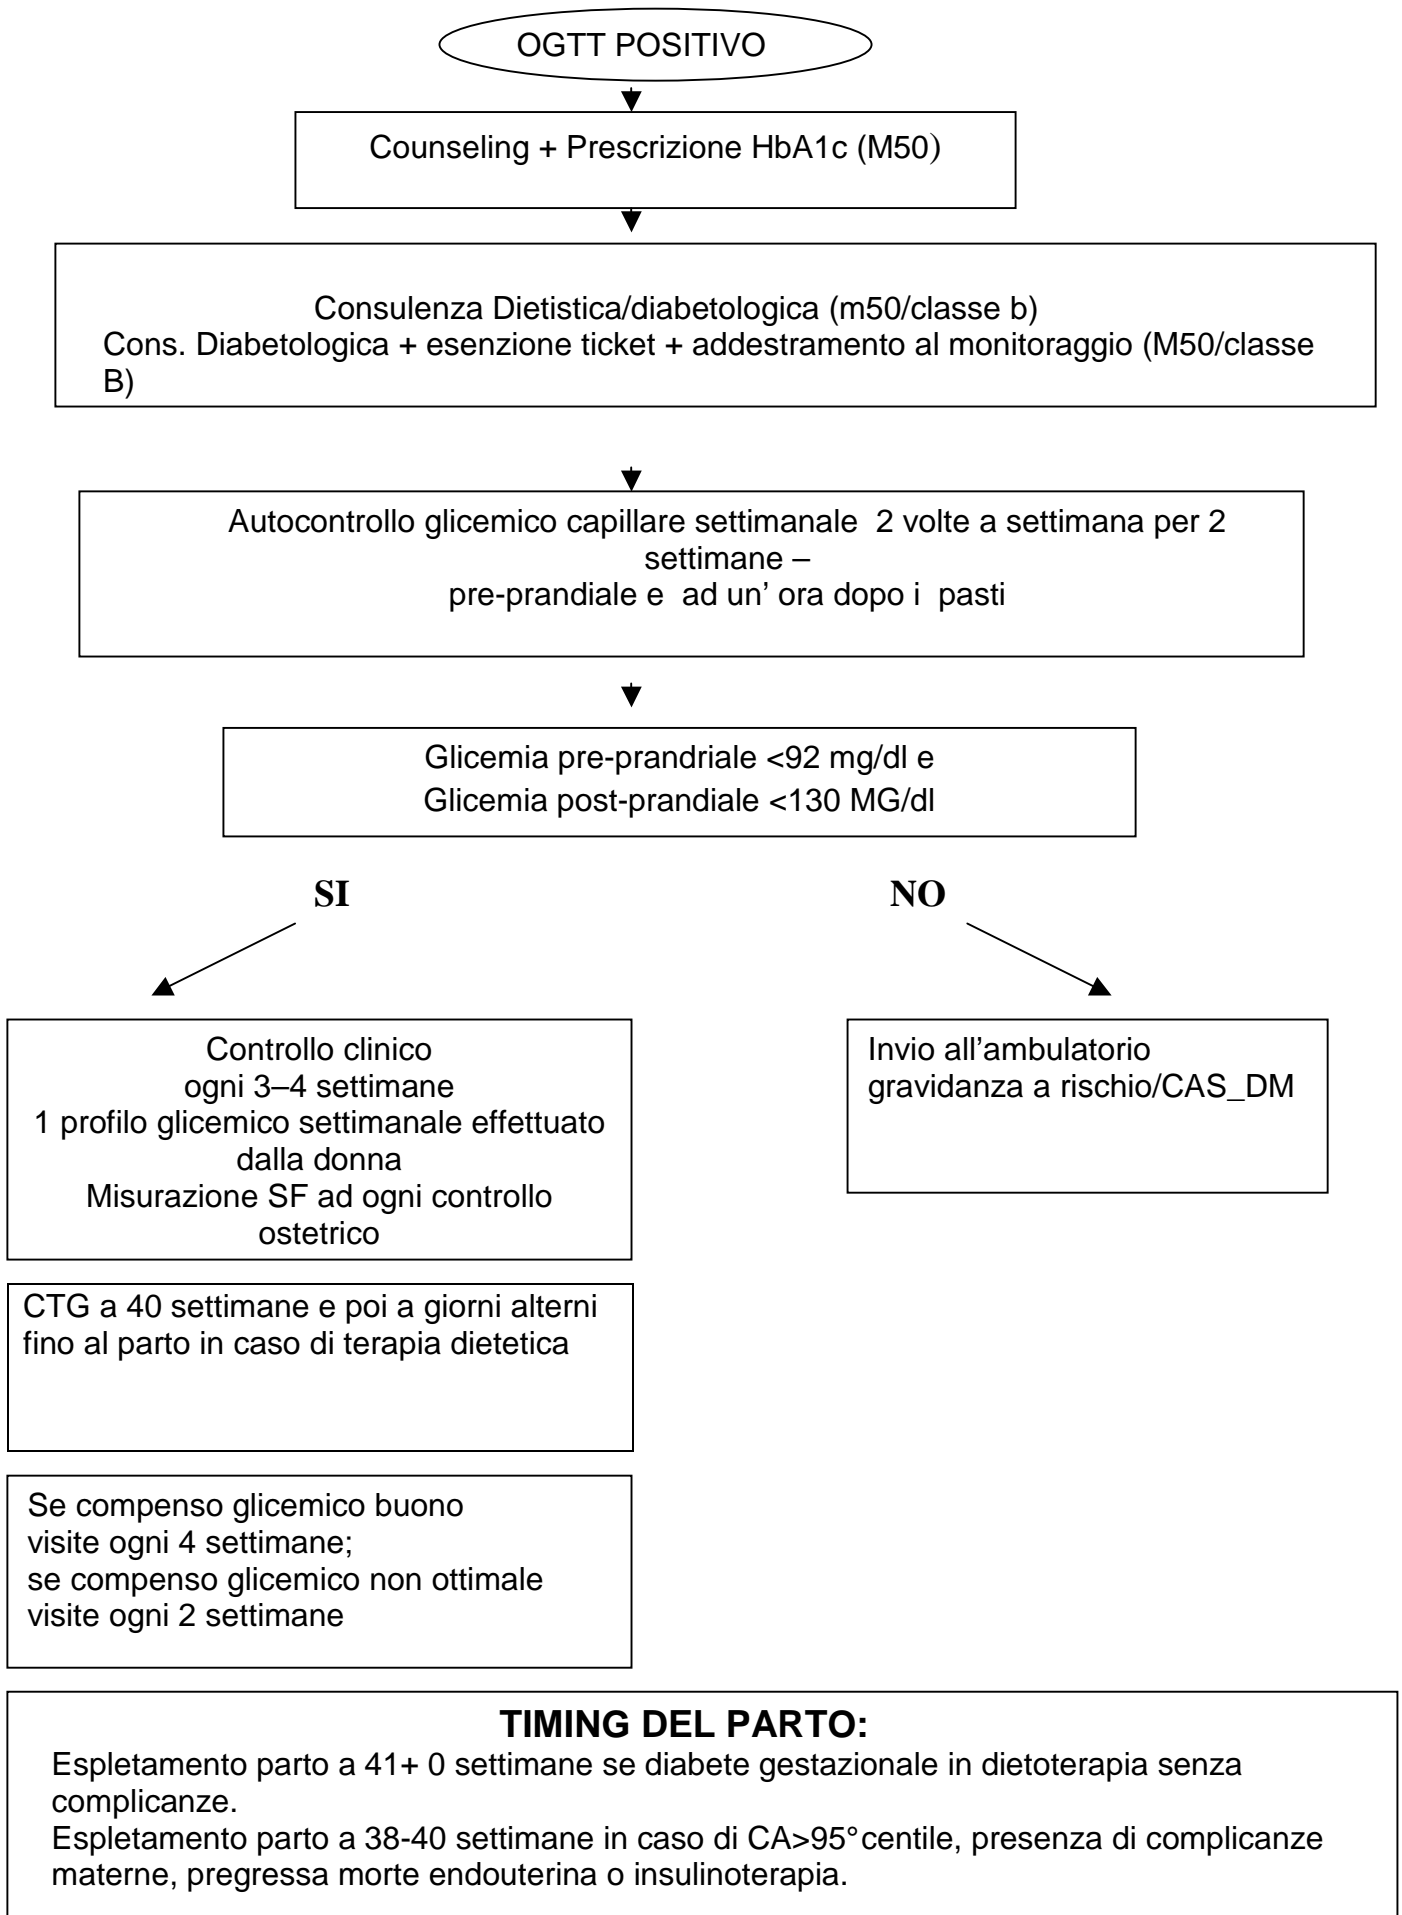 OGTT POSITIVO
Counseling + Prescrizione HbA1c (M50)
Consulenza Dietistica/diabetologica (m50/classe b)
Cons. Diabetologica + esenzione ticket + addestramento al monitoraggio (M50/classe
B)
Autocontrollo glicemico capillare settimanale  2 volte a settimana per 2
settimane –
pre-prandiale e  ad un’ ora dopo i  pasti
Glicemia pre-prandriale <92 mg/dl e
Glicemia post-prandiale <130 MG/dl
SI
NO
Controllo clinico
ogni 3–4 settimane
1 profilo glicemico settimanale effettuato
dalla donna
Misurazione SF ad ogni controllo
ostetrico
Invio all’ambulatorio
gravidanza a rischio/CAS_DM
CTG a 40 settimane e poi a giorni alterni
fino al parto in caso di terapia dietetica
Se compenso glicemico buono
visite ogni 4 settimane;
se compenso glicemico non ottimale
visite ogni 2 settimane
TIMING DEL PARTO:
Espletamento parto a 41+ 0 settimane se diabete gestazionale in dietoterapia senza
complicanze.
Espletamento parto a 38-40 settimane in caso di CA>95°centile, presenza di complicanze
materne, pregressa morte endouterina o insulinoterapia.